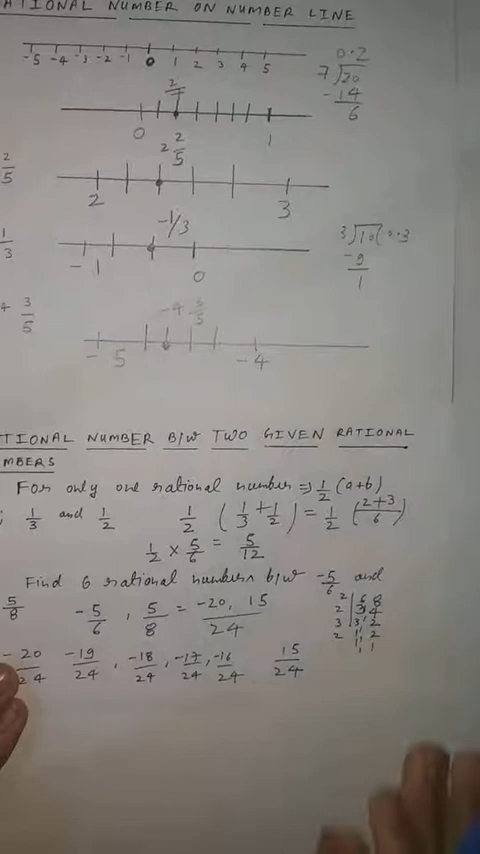 ATIONAL NUMBER ON NUMBER LINE
-5 -4 -3 -2 -1 0 1 2 3 4 5
0.2
7 √20
-14
6
2/7
0 1
2/5
2 2/5
2 3
1/3
-1/3
-1 0
3 √10 ( 0.3
-9
1
4 3/5
-4 3/5
-5 -4
TIONAL NUMBER B/W TWO GIVEN RATIONAL
MBERS
For only one rational number => 1/2 (a+b)
1/3 and 1/2 1/2 (1/3 + 1/2) = 1/2 (2+3/6)
1/2 × 5/6 = 5/12
Find 6 rational numbers b/w -5/6 and
5/8 -5/6 , 5/8 = -20, 15/24
-20/24 -19/24 , -18/24 , -17/24 , -16/24 15/24